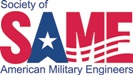 Society of
SAME
American Military Engineers